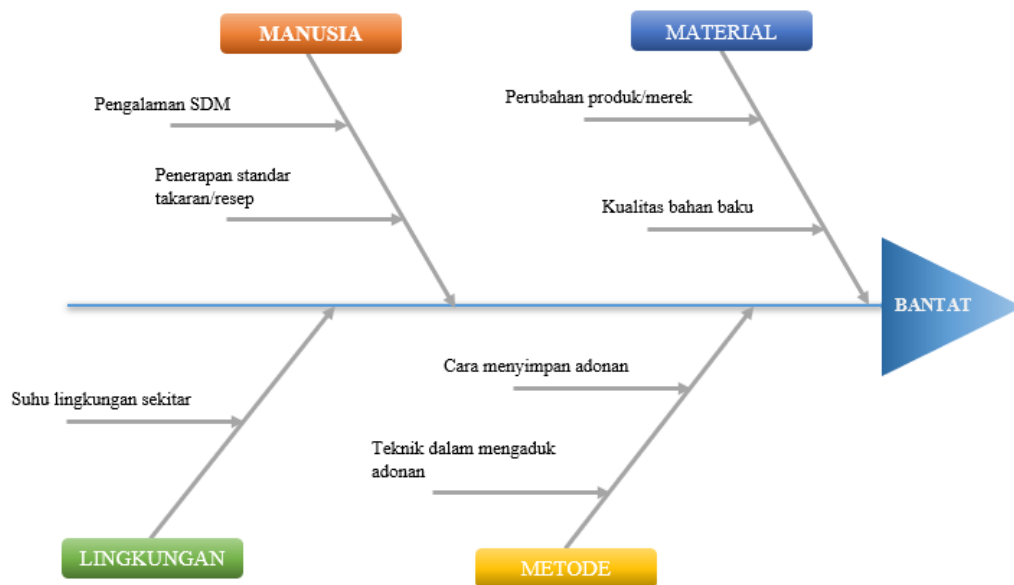 MANUSIA
MATERIAL
Pengalaman SDM
Perubahan produk/merek
Penerapan standar
takaran/resep
Kualitas bahan baku
BANTAT
Cara menyimpan adonan
Suhu lingkungan sekitar
Teknik dalam mengaduk
adonan
LINGKUNGAN
METODE